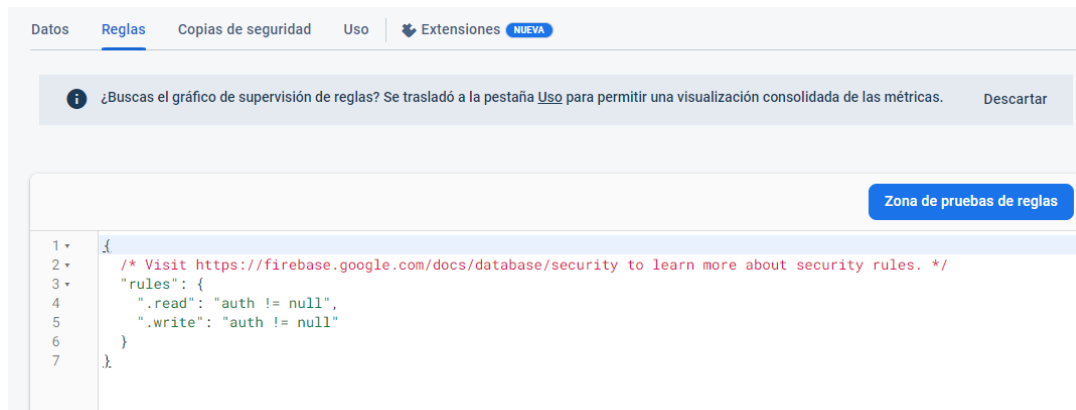 Datos Reglas Copias de seguridad Uso Extensiones NUEVA
¿Buscas el gráfico de supervisión de reglas? Se trasladó a la pestaña Uso para permitir una visualización consolidada de las métricas. Descartar
Zona de pruebas de reglas
1 {
2 /* Visit https://firebase.google.com/docs/database/security to learn more about security rules. */
3 "rules": {
4 ".read": "auth != null",
5 ".write": "auth != null"
6 }
7 }